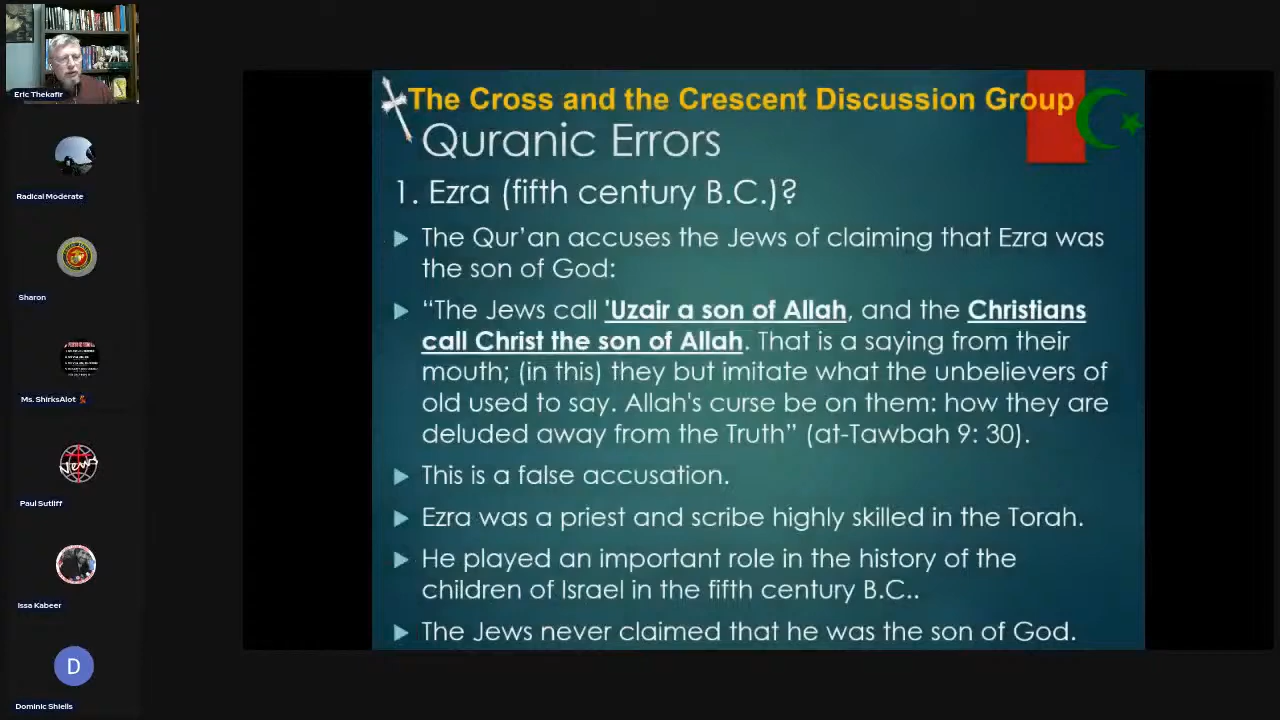 Eric Thekafir
Radical Moderate
Sharon
Ms. ShirksAlot
NEWS
Paul Sutliff
Issa Kabeer
D
Dominic Shiells
The Cross and the Crescent Discussion Group
Quranic Errors
1. Ezra (fifth century B.C.)?
The Qur’an accuses the Jews of claiming that Ezra was
the son of God:
“The Jews call 'Uzair a son of Allah, and the Christians
call Christ the son of Allah. That is a saying from their
mouth; (in this) they but imitate what the unbelievers of
old used to say. Allah's curse be on them: how they are
deluded away from the Truth” (at-Tawbah 9: 30).
This is a false accusation.
Ezra was a priest and scribe highly skilled in the Torah.
He played an important role in the history of the
children of Israel in the fifth century B.C..
The Jews never claimed that he was the son of God.